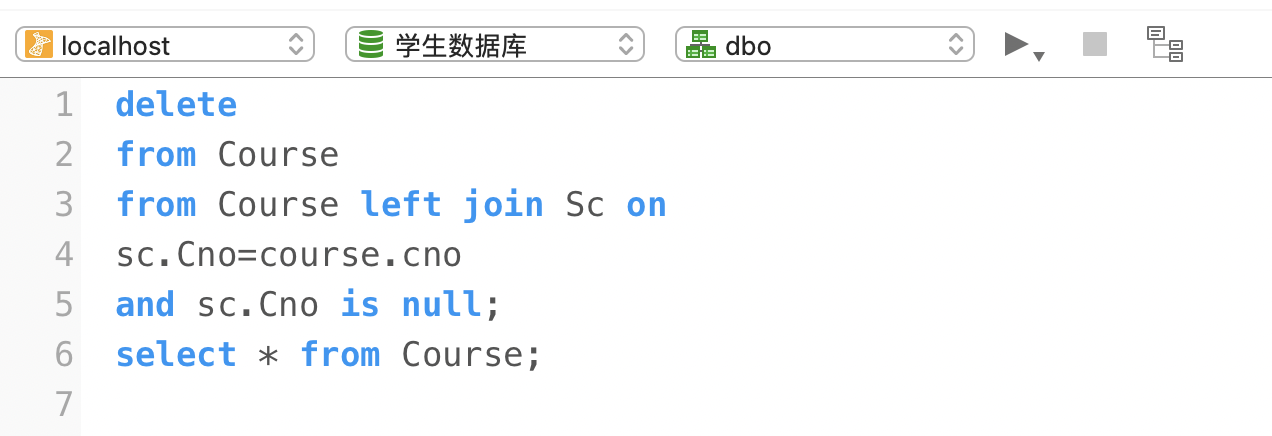 localhost 学生数据库 dbo
1 delete
2 from Course
3 from Course left join Sc on
4 sc.Cno=course.cno
5 and sc.Cno is null;
6 select * from Course;
7